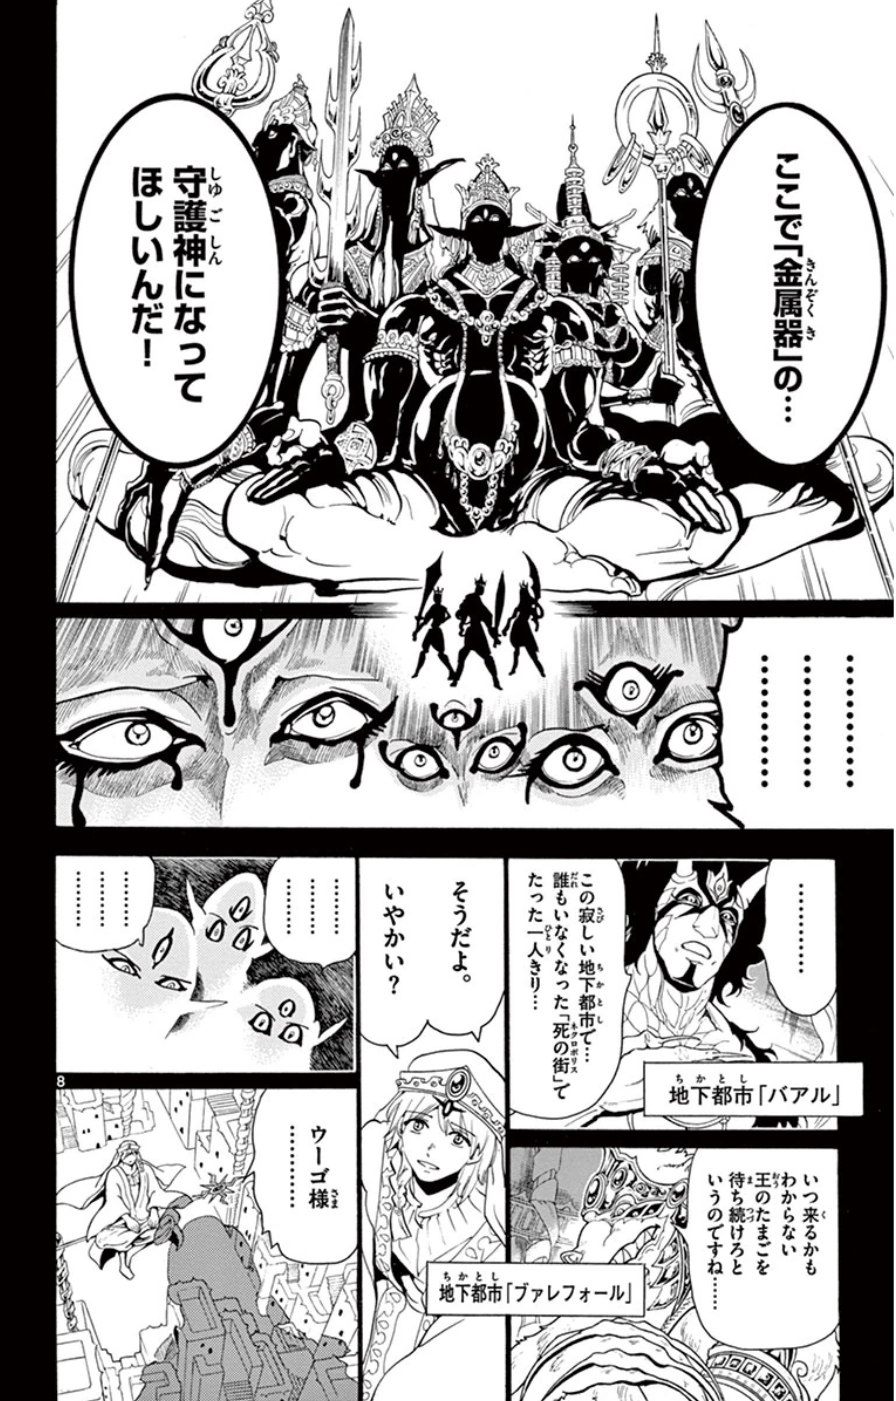 ここで「金属器」の…
守護神になって
ほしいんだ！
………………
………………
…………
地下都市「バアル」
この寂しい地下都市で…
誰もいなくなった「死の街」で
たった一人きり…
いつ来るかも
わからない
王のたまごを
待ち続けろと
いうのですね……
そうだよ。
いやかい？
地下都市「ブァレフォール」
…………
…………
…………
…………
ウーゴ様
…………
8